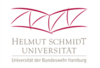 HELMUT SCHMIDT
UNIVERSITÄT
Universität der Bundeswehr Hamburg